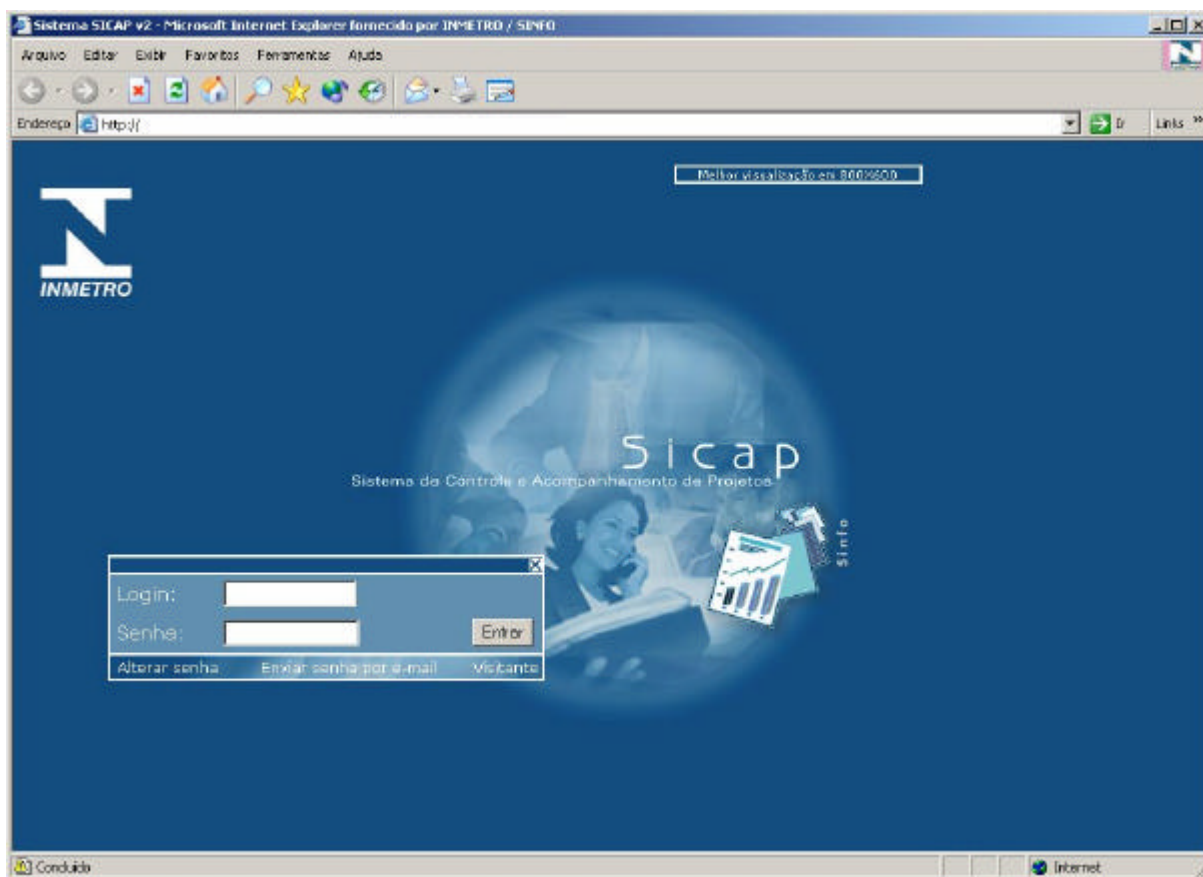 Sistema SICAP v2 - Microsoft Internet Explorer fornecido por INMETRO / SINFO
Arquivo Editar Exibir Favoritos Ferramentas Ajuda
Endereço http:// Ir Links »
Melhor visualização em 800X600
INMETRO
Sicap
Sistema de Controle e Acompanhamento de Projetos
Sinfo
Login:
Senha: Entrar
Alterar senha Enviar senha por e-mail Visitante
Concluído Internet